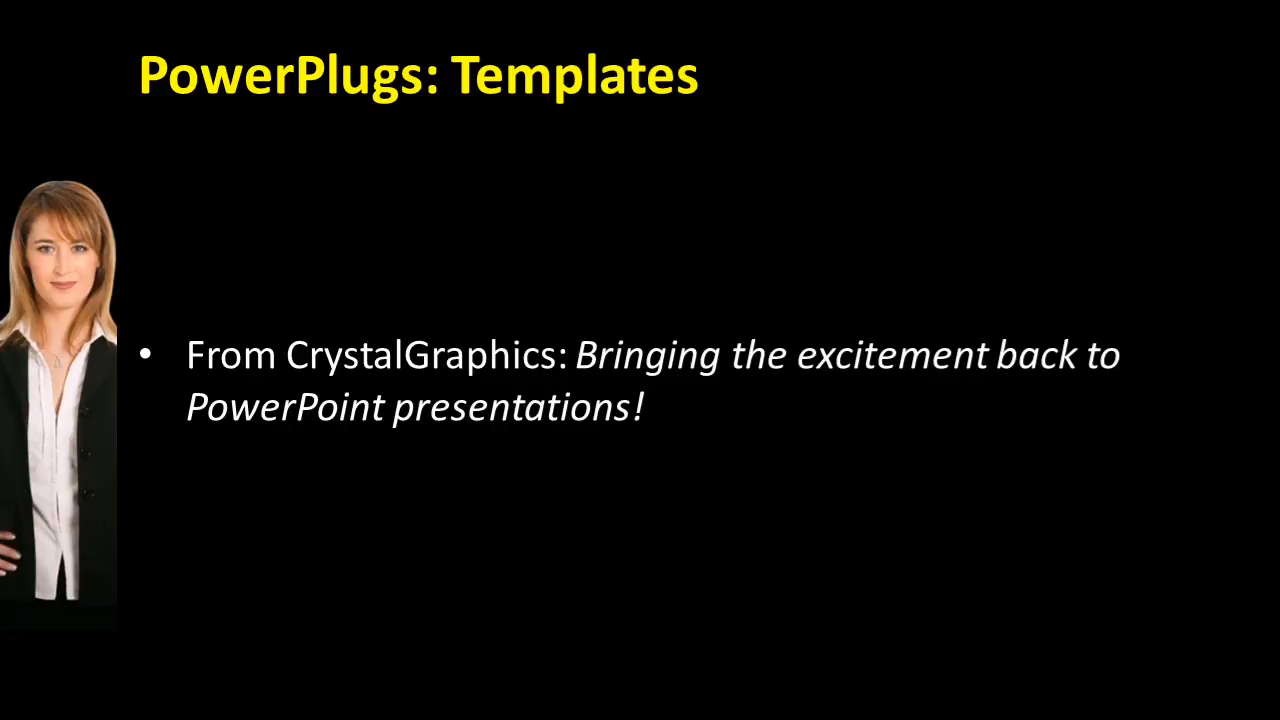 PowerPlugs: Templates
• From CrystalGraphics: Bringing the excitement back to
PowerPoint presentations!